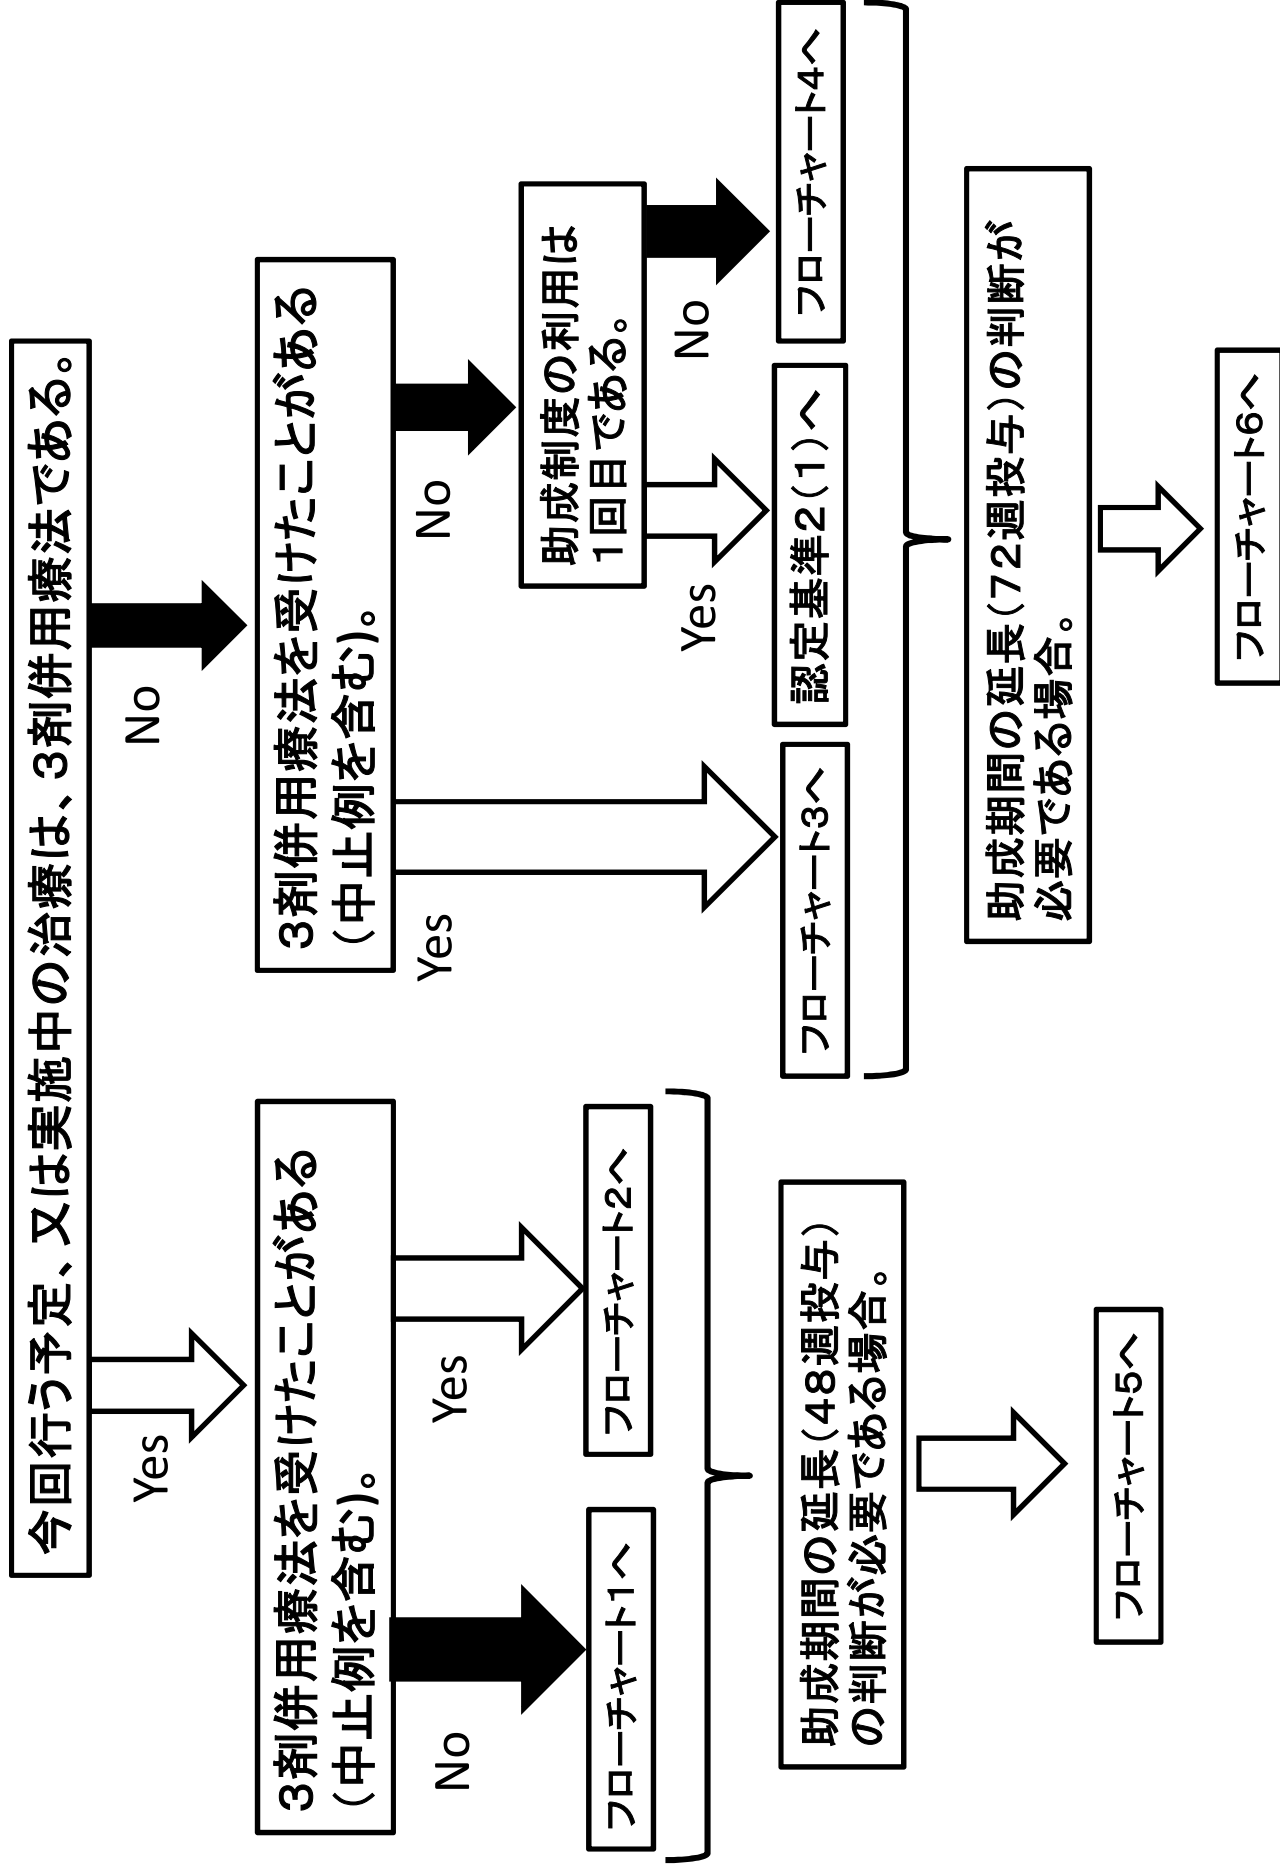 今回行う予定、又は実施中の治療は、３剤併用療法である。
Yes
No
３剤併用療法を受けたことがある
（中止例を含む）。
No
Yes
フローチャート１へ
フローチャート２へ
助成期間の延長（４８週投与）
の判断が必要である場合。
フローチャート５へ
３剤併用療法を受けたことがある
（中止例を含む）。
Yes
No
助成制度の利用は
１回目である。
Yes
No
フローチャート３へ
認定基準２（１）へ
フローチャート４へ
助成期間の延長（７２週投与）の判断が
必要である場合。
フローチャート６へ